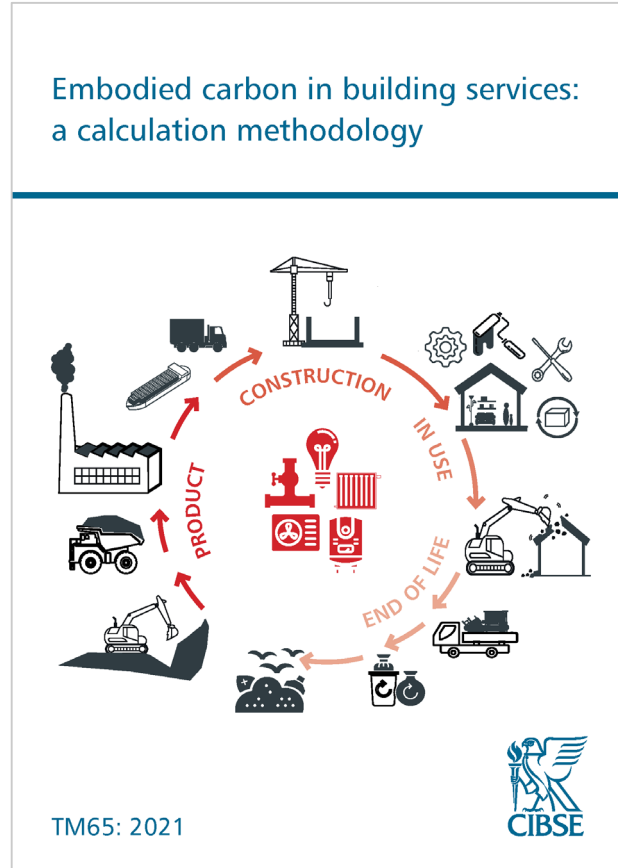 Embodied carbon in building services:
a calculation methodology
CONSTRUCTION
IN USE
PRODUCT
END OF LIFE
CIBSE
TM65: 2021